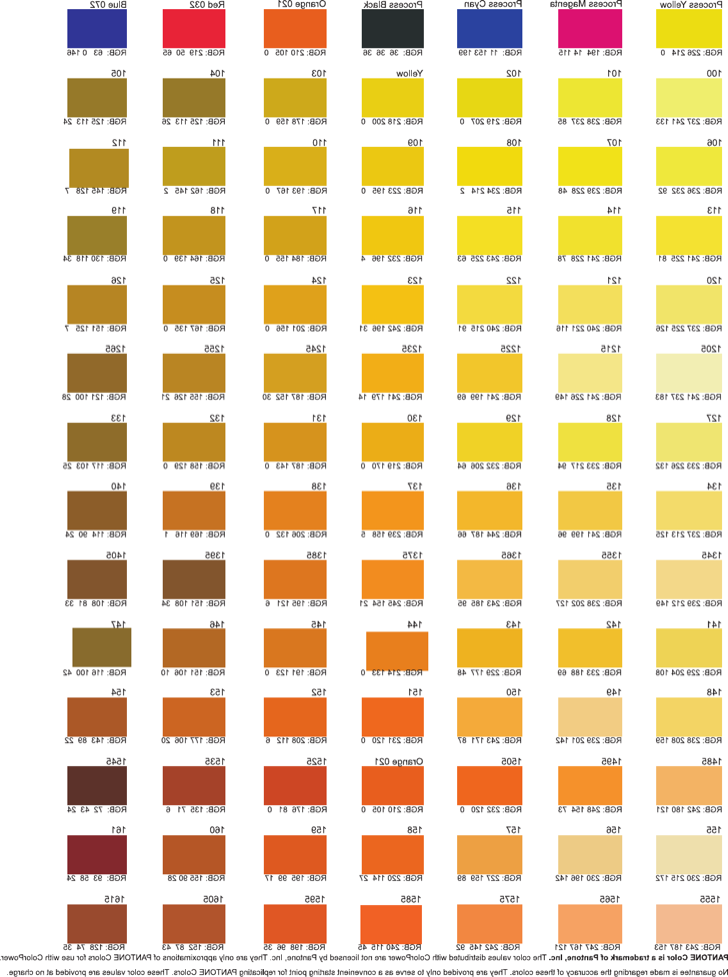 Process Yellow Process Magenta Process Cyan Process Black Orange 021 Red 032 Blue 072
RGB: 226 214 0 RGB: 194 14 115 RGB: 11 153 199 RGB: 36 36 36 RGB: 210 105 0 RGB: 219 50 65 RGB: 63 0 146
100 101 102 Yellow 103 104 105
RGB: 237 241 133 RGB: 238 237 85 RGB: 219 207 0 RGB: 218 200 0 RGB: 178 159 0 RGB: 125 113 26 RGB: 125 113 24
106 107 108 109 110 111 112
RGB: 236 232 92 RGB: 239 228 48 RGB: 234 214 2 RGB: 223 195 0 RGB: 193 167 0 RGB: 162 145 2 RGB: 145 128 7
113 114 115 116 117 118 119
RGB: 241 225 81 RGB: 241 228 78 RGB: 243 225 63 RGB: 232 196 4 RGB: 184 155 0 RGB: 164 139 0 RGB: 130 118 34
120 121 122 123 124 125 126
RGB: 237 225 126 RGB: 240 221 116 RGB: 240 215 91 RGB: 242 196 31 RGB: 201 156 0 RGB: 167 135 0 RGB: 151 125 7
1205 1215 1225 1235 1245 1255 1265
RGB: 241 237 183 RGB: 241 226 149 RGB: 241 199 69 RGB: 241 179 14 RGB: 187 152 30 RGB: 155 126 21 RGB: 121 100 28
127 128 129 130 131 132 133
RGB: 233 226 132 RGB: 233 217 94 RGB: 232 206 64 RGB: 219 170 0 RGB: 187 143 0 RGB: 158 129 0 RGB: 117 103 25
134 135 136 137 138 139 140
RGB: 237 213 125 RGB: 241 199 96 RGB: 244 187 66 RGB: 239 158 5 RGB: 206 132 0 RGB: 169 116 1 RGB: 114 90 24
1345 1355 1365 1375 1385 1395 1405
RGB: 239 212 149 RGB: 238 202 127 RGB: 243 185 95 RGB: 245 154 21 RGB: 195 121 6 RGB: 151 108 34 RGB: 108 81 33
141 142 143 144 145 146 147
RGB: 229 204 108 RGB: 233 188 69 RGB: 229 177 48 RGB: 214 133 0 RGB: 191 123 0 RGB: 151 106 10 RGB: 116 100 42
148 149 150 151 152 153 154
RGB: 238 208 159 RGB: 239 201 142 RGB: 243 171 87 RGB: 231 120 0 RGB: 208 112 6 RGB: 177 106 20 RGB: 143 89 22
1485 1495 1505 Orange 021 1525 1535 1545
RGB: 242 180 121 RGB: 248 154 73 RGB: 232 120 0 RGB: 210 105 0 RGB: 176 81 0 RGB: 135 71 6 RGB: 72 43 24
155 156 157 158 159 160 161
RGB: 230 215 172 RGB: 230 196 142 RGB: 227 159 89 RGB: 220 114 27 RGB: 195 99 17 RGB: 155 90 28 RGB: 93 58 24
1555 1565 1575 1585 1595 1605 1615
RGB: 243 187 153 RGB: 247 161 121 RGB: 242 145 92 RGB: 240 115 45 RGB: 198 96 35 RGB: 152 87 43 RGB: 128 74 35
PANTONE Color is a trademark of Pantone, Inc. The color values distributed with ColorPower are not licensed by Pantone, Inc. They are only approximations of PANTONE Colors for use with ColorPower.
No guarantee is made regarding the accuracy of these colors. They are provided only to serve as a convenient starting point for replicating PANTONE Colors. These color values are provided at no charge.